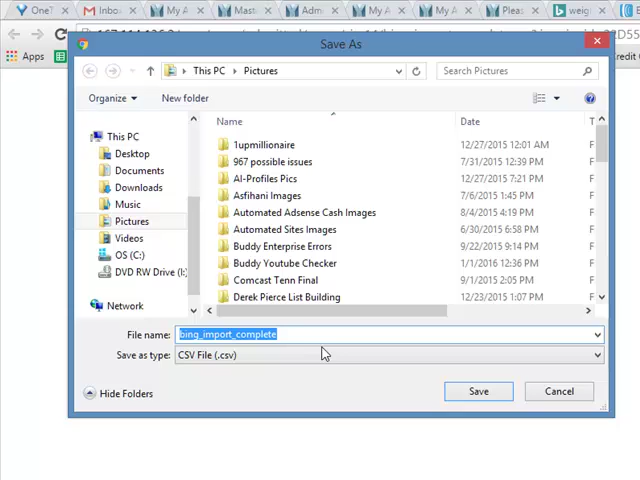 OneT
Inbo
My A
Maste
My A
Adm
My A
My A
Pleas
weig
Apps
redit C
Save As
This PC
Pictures
Search Pictures
Organize
New folder
This PC
Desktop
Documents
Downloads
Music
Pictures
Videos
OS (C:)
DVD RW Drive (I:)
Network
Name Date T
1upmillionaire 12/27/2015 12:01 AM F
967 possible issues 7/31/2015 12:39 PM F
AI-Profiles Pics 12/27/2015 7:21 PM F
Asfihani Images 7/6/2015 1:45 PM F
Automated Adsense Cash Images 8/4/2015 4:19 PM F
Automated Sites Images 6/30/2015 6:58 PM F
Buddy Enterprise Errors 9/22/2015 9:14 PM F
Buddy Youtube Checker 1/1/2016 12:36 PM F
Comcast Tenn Final 9/1/2015 2:05 PM F
Derek Pierce List Building 12/23/2015 1:07 PM F
File name: bing_import_complete
Save as type: CSV File (.csv)
Hide Folders
Save
Cancel